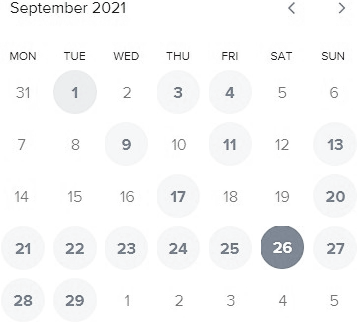 September 2021
MON TUE WED THU FRI SAT SUN
31 1 2 3 4 5 6
7 8 9 10 11 12 13
14 15 16 17 18 19 20
21 22 23 24 25 26 27
28 29 1 2 3 4 5